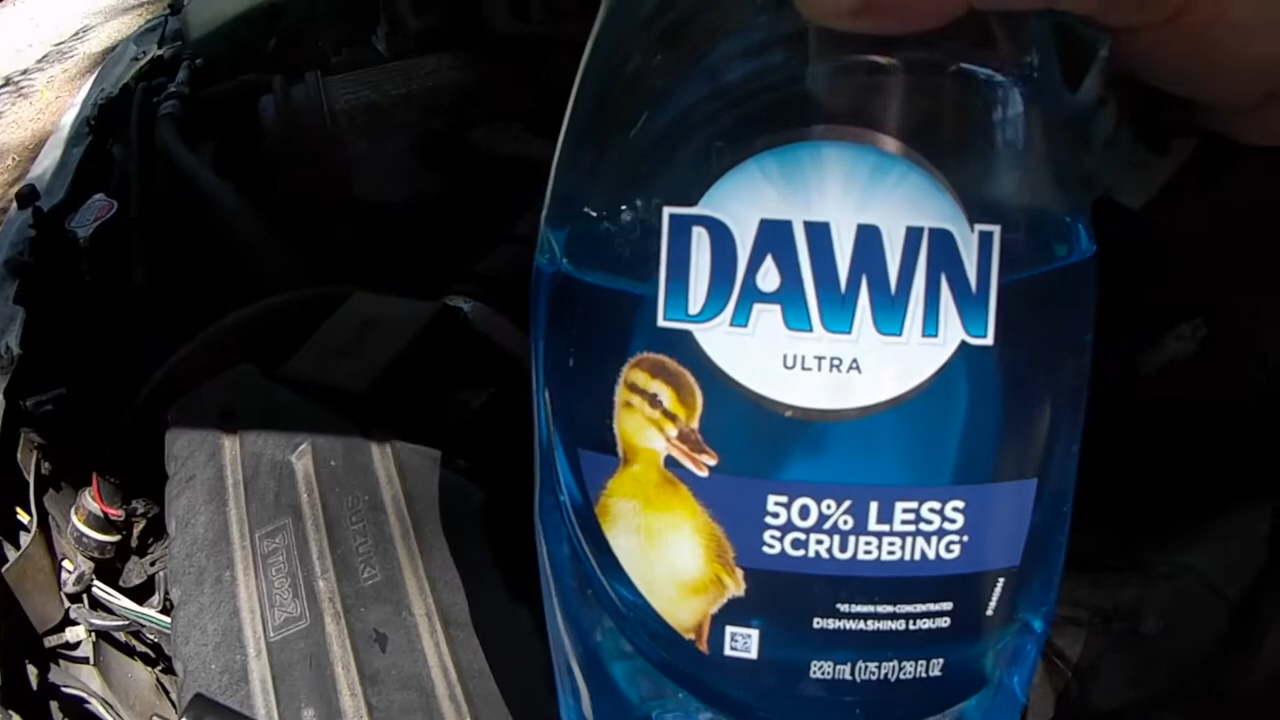 DAWN
ULTRA
50% LESS
SCRUBBING*
*VS DAWN NON-CONCENTRATED
DISHWASHING LIQUID
828 mL (1.75 PT) 28 FL OZ
SUZUKI